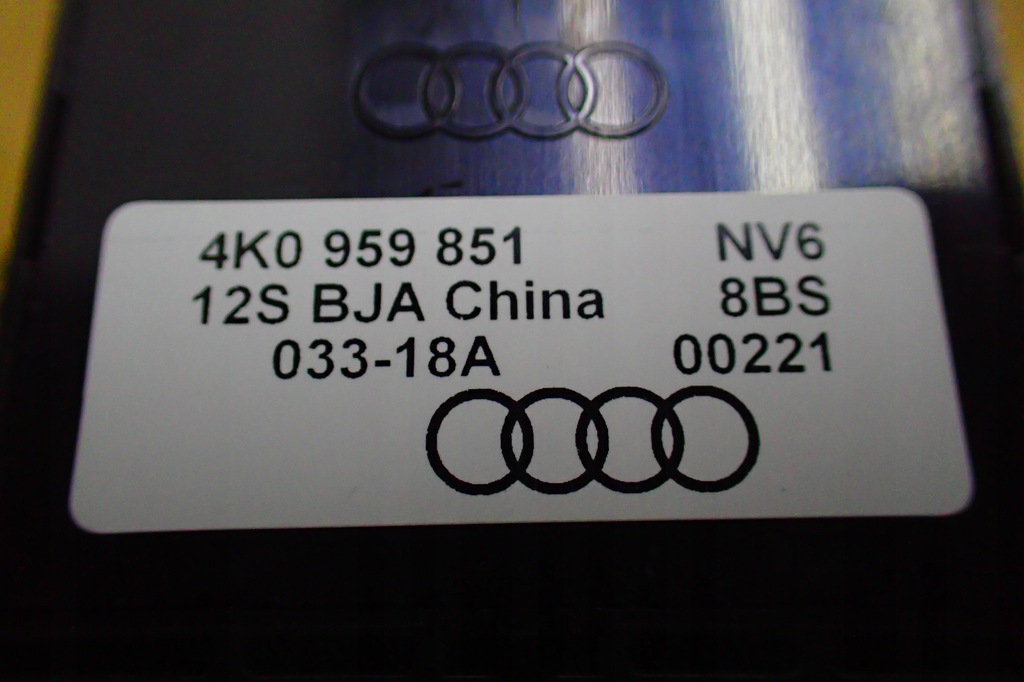 4K0 959 851 NV6
12S BJA China 8BS
033-18A 00221